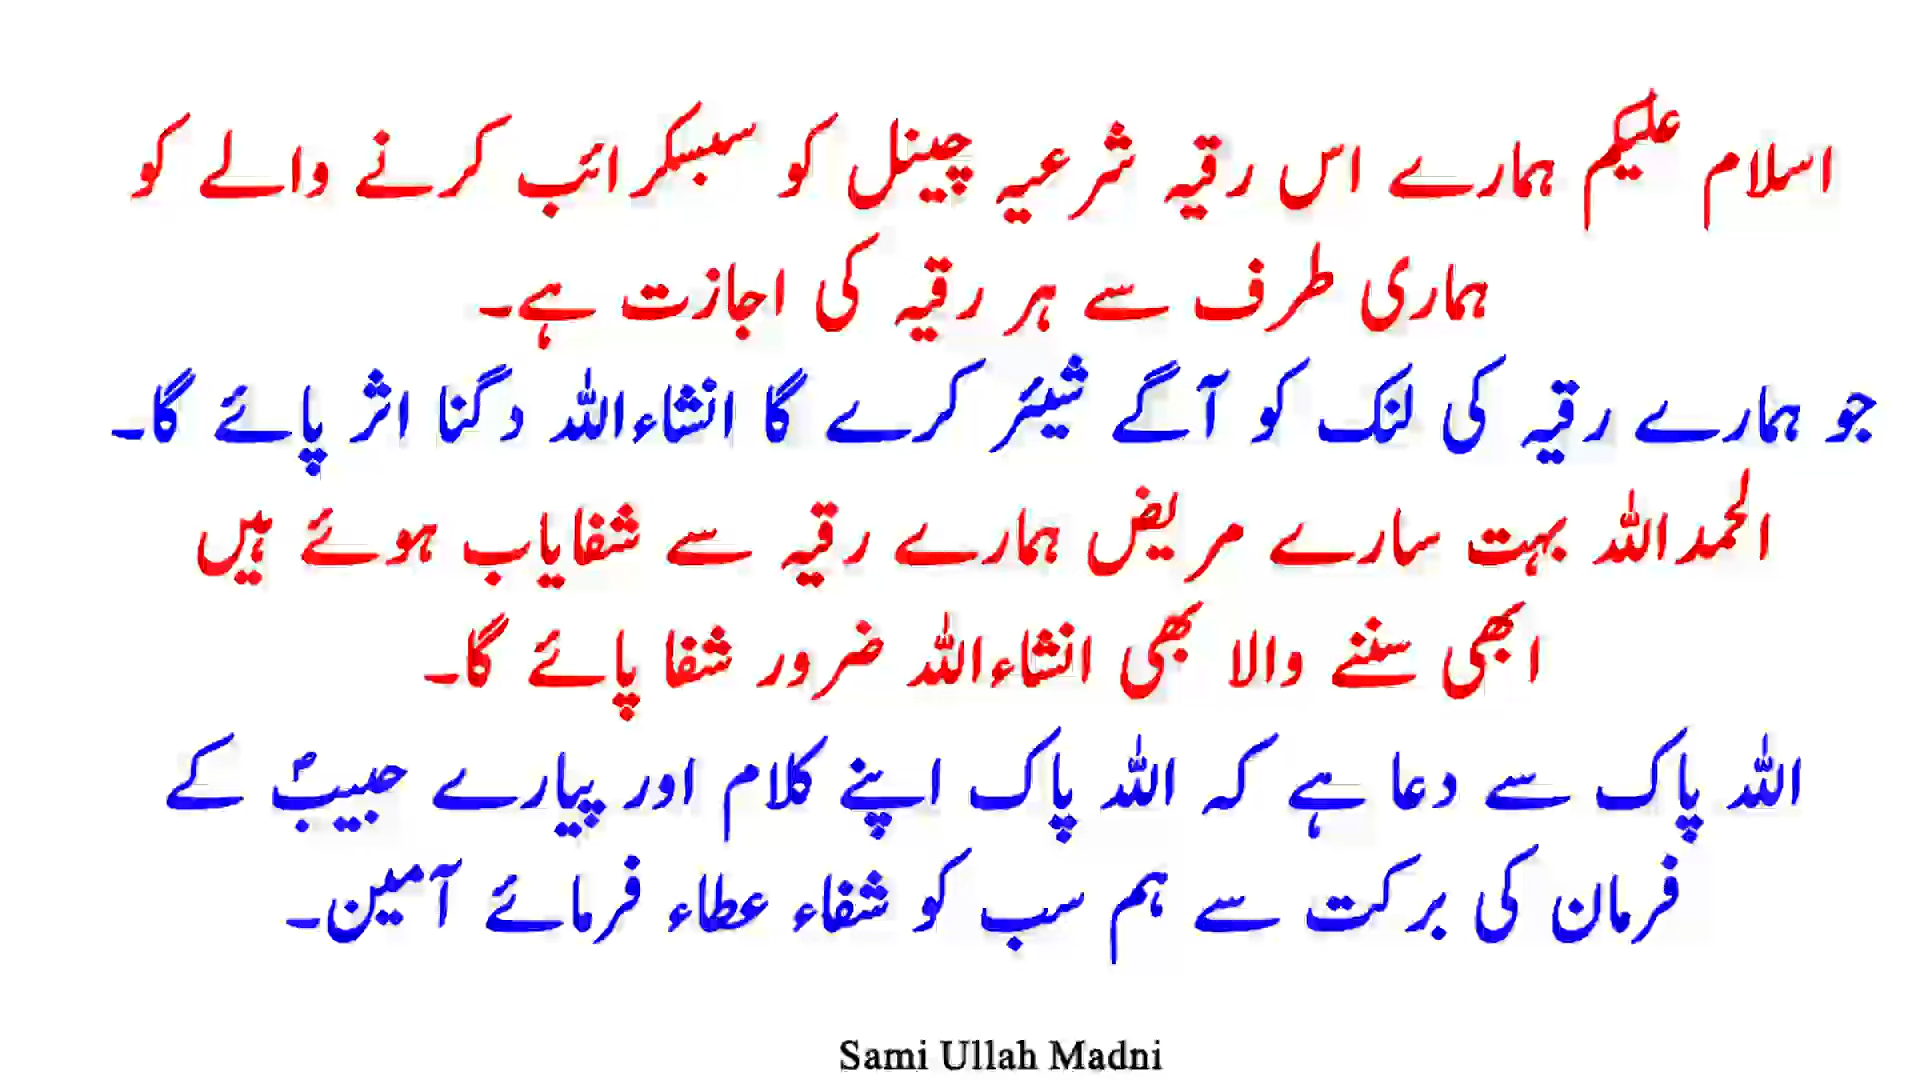 اسلام علیکم ہمارے اس رقیہ شرعیہ چینل کو سبسکرائب کرنے والے کو
ہماری طرف سے ہر رقیہ کی اجازت ہے۔
جو ہمارے رقیہ کی لنک کو آگے شیئر کرے گا انشاءاللہ دگنا اثر پائے گا۔
الحمداللہ بہت سارے مریض ہمارے رقیہ سے شفایاب ہوئے ہیں
ابھی سننے والا بھی انشاءاللہ ضرور شفا پائے گا۔
اللہ پاک سے دعا ہے کہ اللہ پاک اپنے کلام اور پیارے حبیبؐ کے
فرمان کی برکت سے ہم سب کو شفاء عطاء فرمائے آمین۔
Sami Ullah Madni